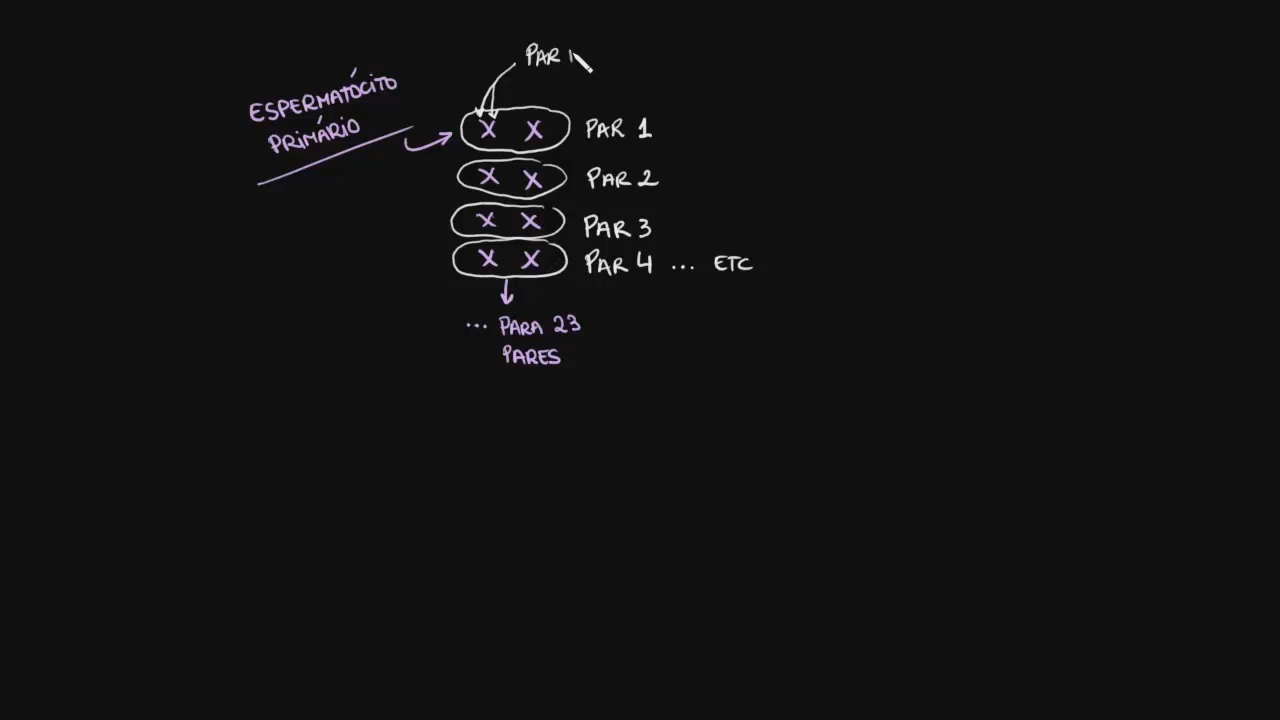 PAR
ESPERMATÓCITO
PRIMÁRIO
X X PAR 1
X X PAR 2
X X PAR 3
X X PAR 4 ... ETC
... PARA 23
PARES